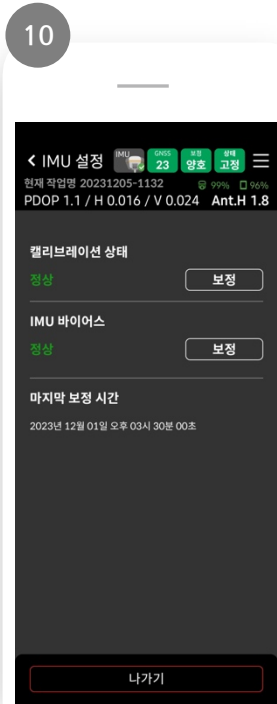 10
IMU 설정 IMU GNSS 23 보정 양호 상태 고정
현재 작업명 20231205-1132 99% 96%
PDOP 1.1 / H 0.016 / V 0.024 Ant.H 1.8
캘리브레이션 상태
정상 보정
IMU 바이어스
정상 보정
마지막 보정 시간
2023년 12월 01일 오후 03시 30분 00초
나가기